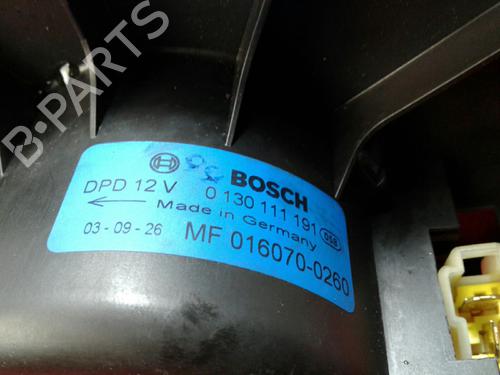 B-PARTS
BOSCH
DPD 12 V 0 130 111 191
Made in Germany
03-09-26 MF 016070-0260